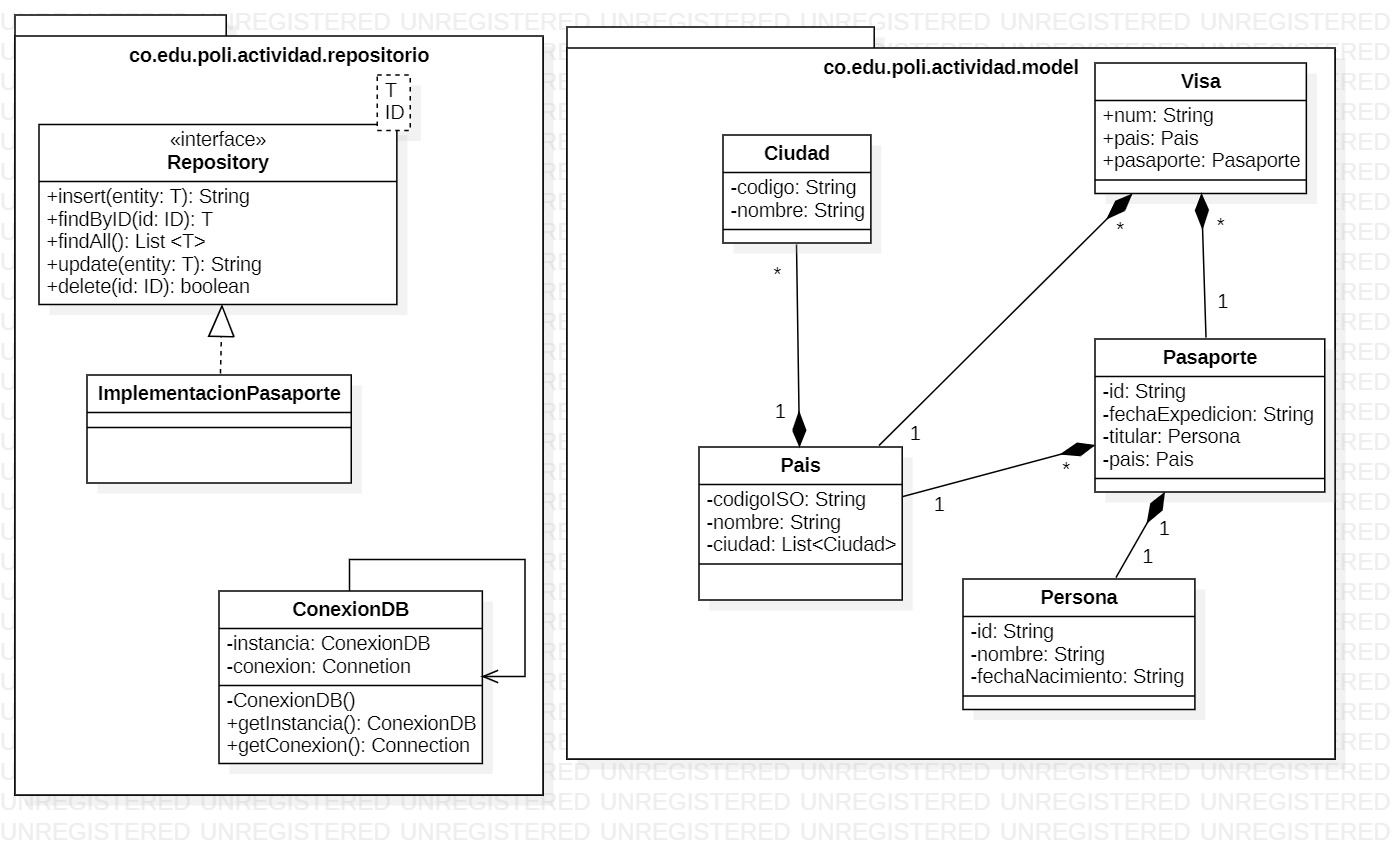 co.edu.poli.actividad.repositorio
T
ID
«interface»
Repository
+insert(entity: T): String
+findByID(id: ID): T
+findAll(): List <T>
+update(entity: T): String
+delete(id: ID): boolean
ImplementacionPasaporte
ConexionDB
-instancia: ConexionDB
-conexion: Connetion
-ConexionDB()
+getInstancia(): ConexionDB
+getConexion(): Connection
co.edu.poli.actividad.model
Visa
+num: String
+pais: Pais
+pasaporte: Pasaporte
Ciudad
-codigo: String
-nombre: String
*
*
*
1
Pasaporte
-id: String
-fechaExpedicion: String
-titular: Persona
-pais: Pais
1
1
Pais
-codigoISO: String
-nombre: String
-ciudad: List<Ciudad>
*
1
1
1
Persona
-id: String
-nombre: String
-fechaNacimiento: String
UNREGISTERED UNREGISTERED UNREGISTERED UNREGISTERED UNREGISTERED UNREGISTERED UNREGISTERED